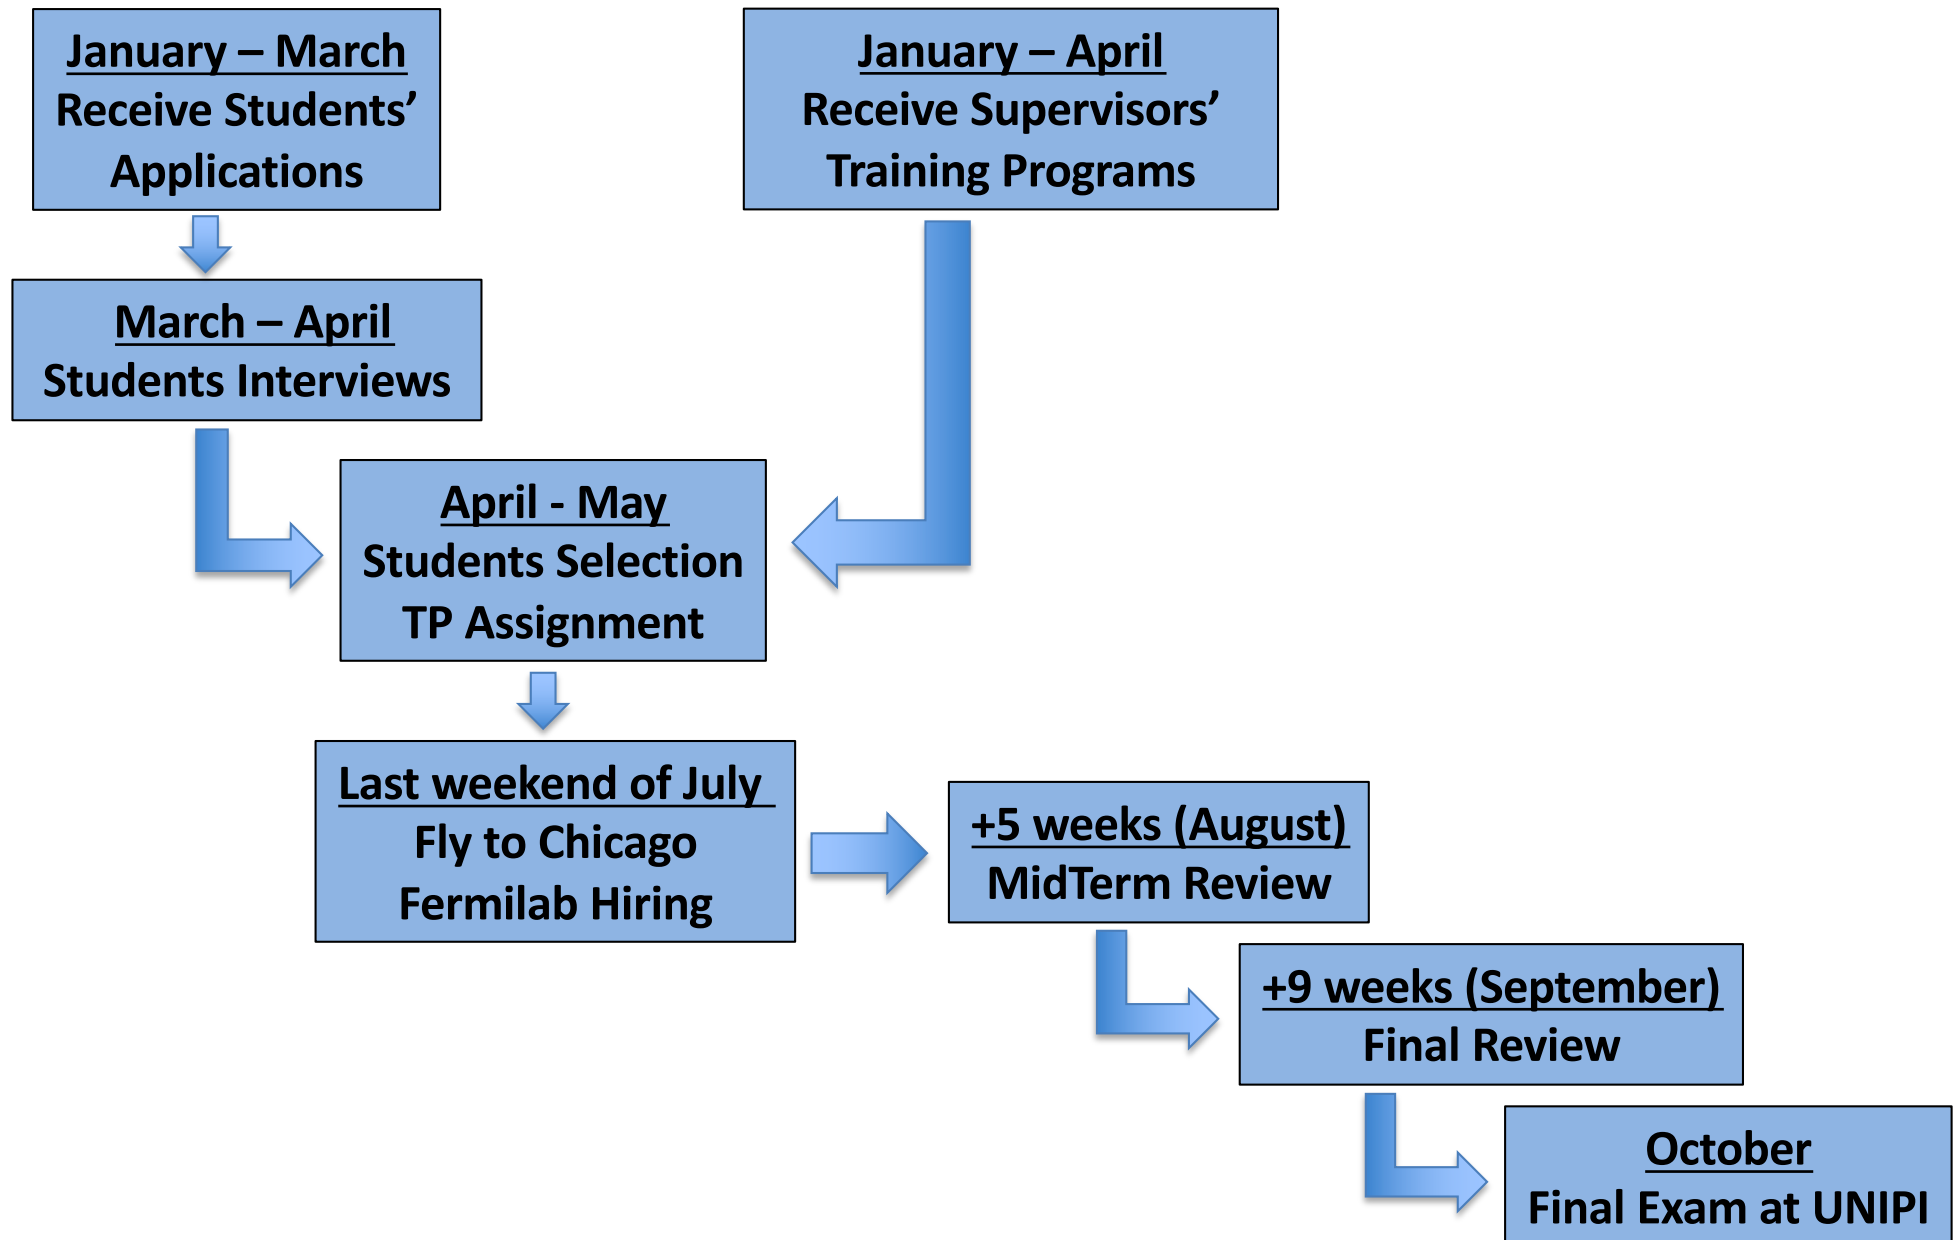 January – March
Receive Students’
Applications
January – April
Receive Supervisors’
Training Programs
March – April
Students Interviews
April - May
Students Selection
TP Assignment
Last weekend of July
Fly to Chicago
Fermilab Hiring
+5 weeks (August)
MidTerm Review
+9 weeks (September)
Final Review
October
Final Exam at UNIPI